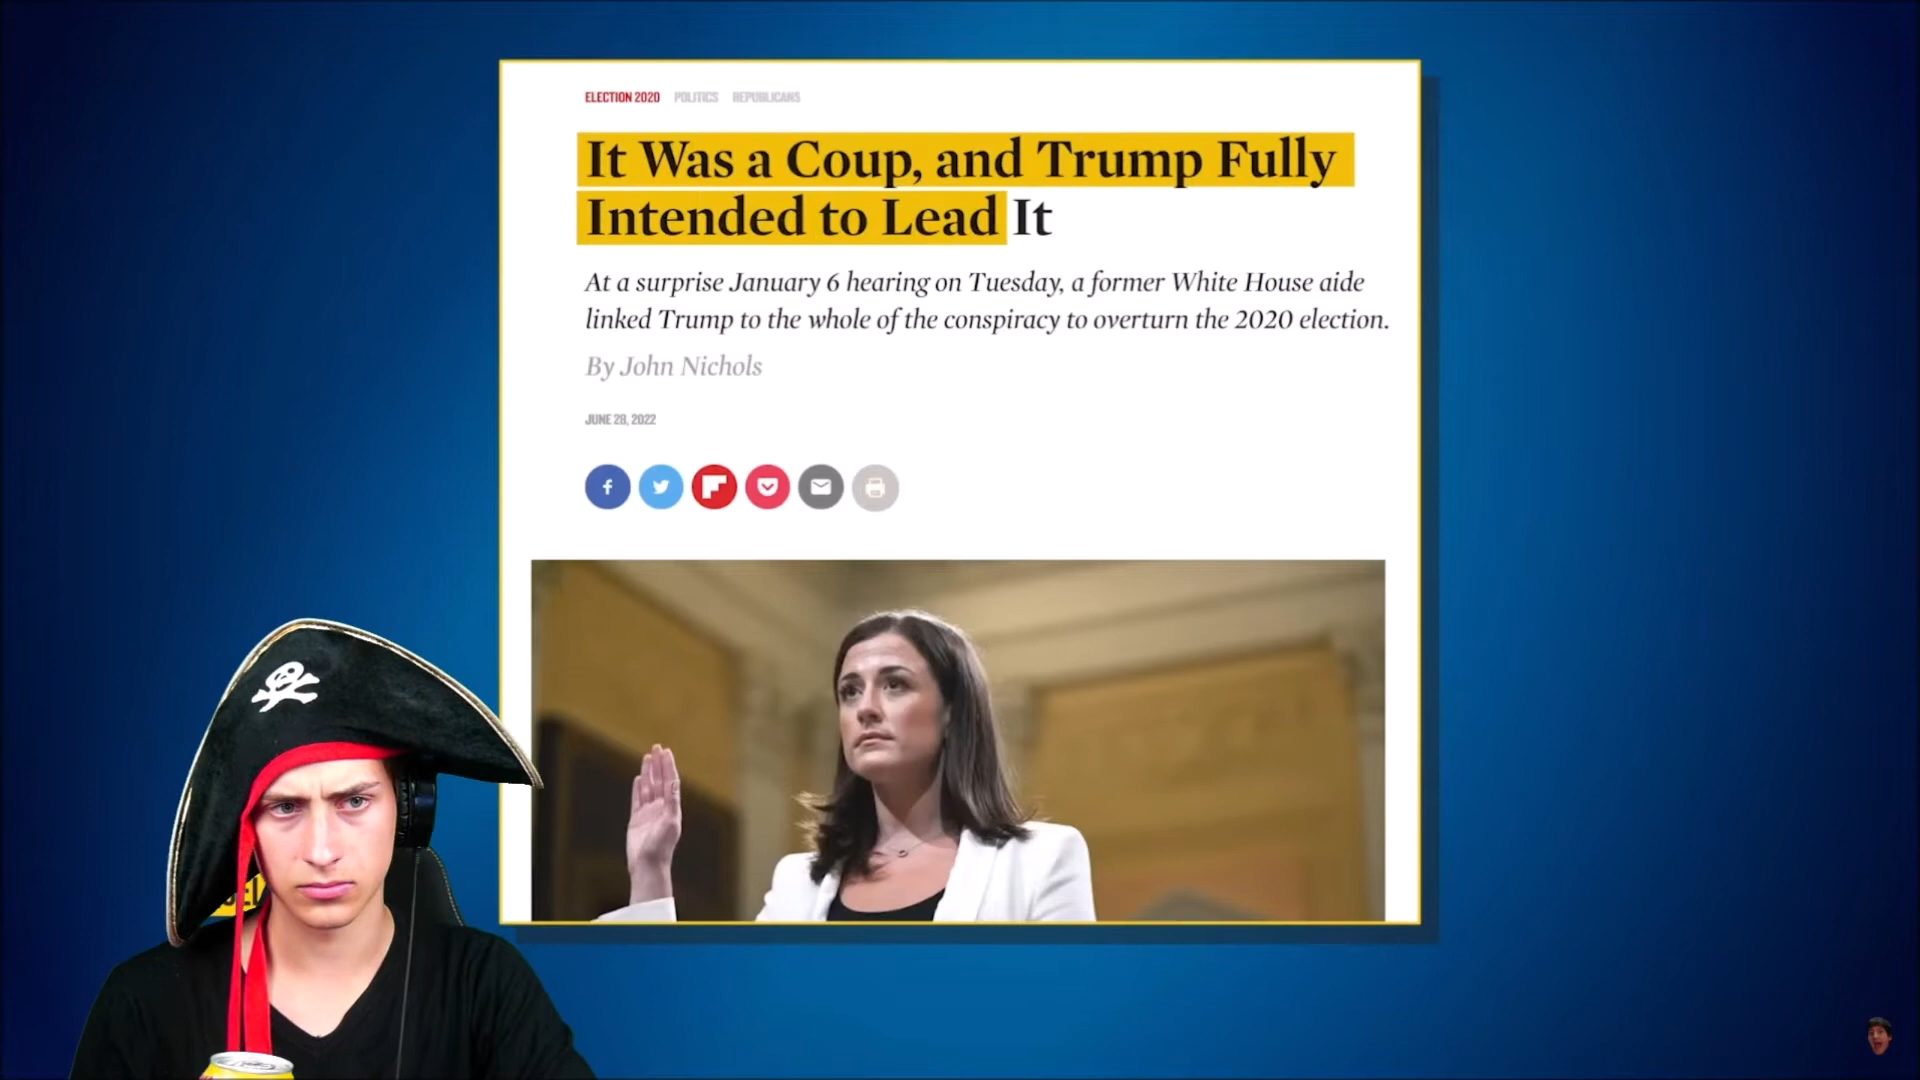 ELECTION 2020 POLITICS REPUBLICANS
It Was a Coup, and Trump Fully
Intended to Lead It
At a surprise January 6 hearing on Tuesday, a former White House aide
linked Trump to the whole of the conspiracy to overturn the 2020 election.
By John Nichols
JUNE 28, 2022